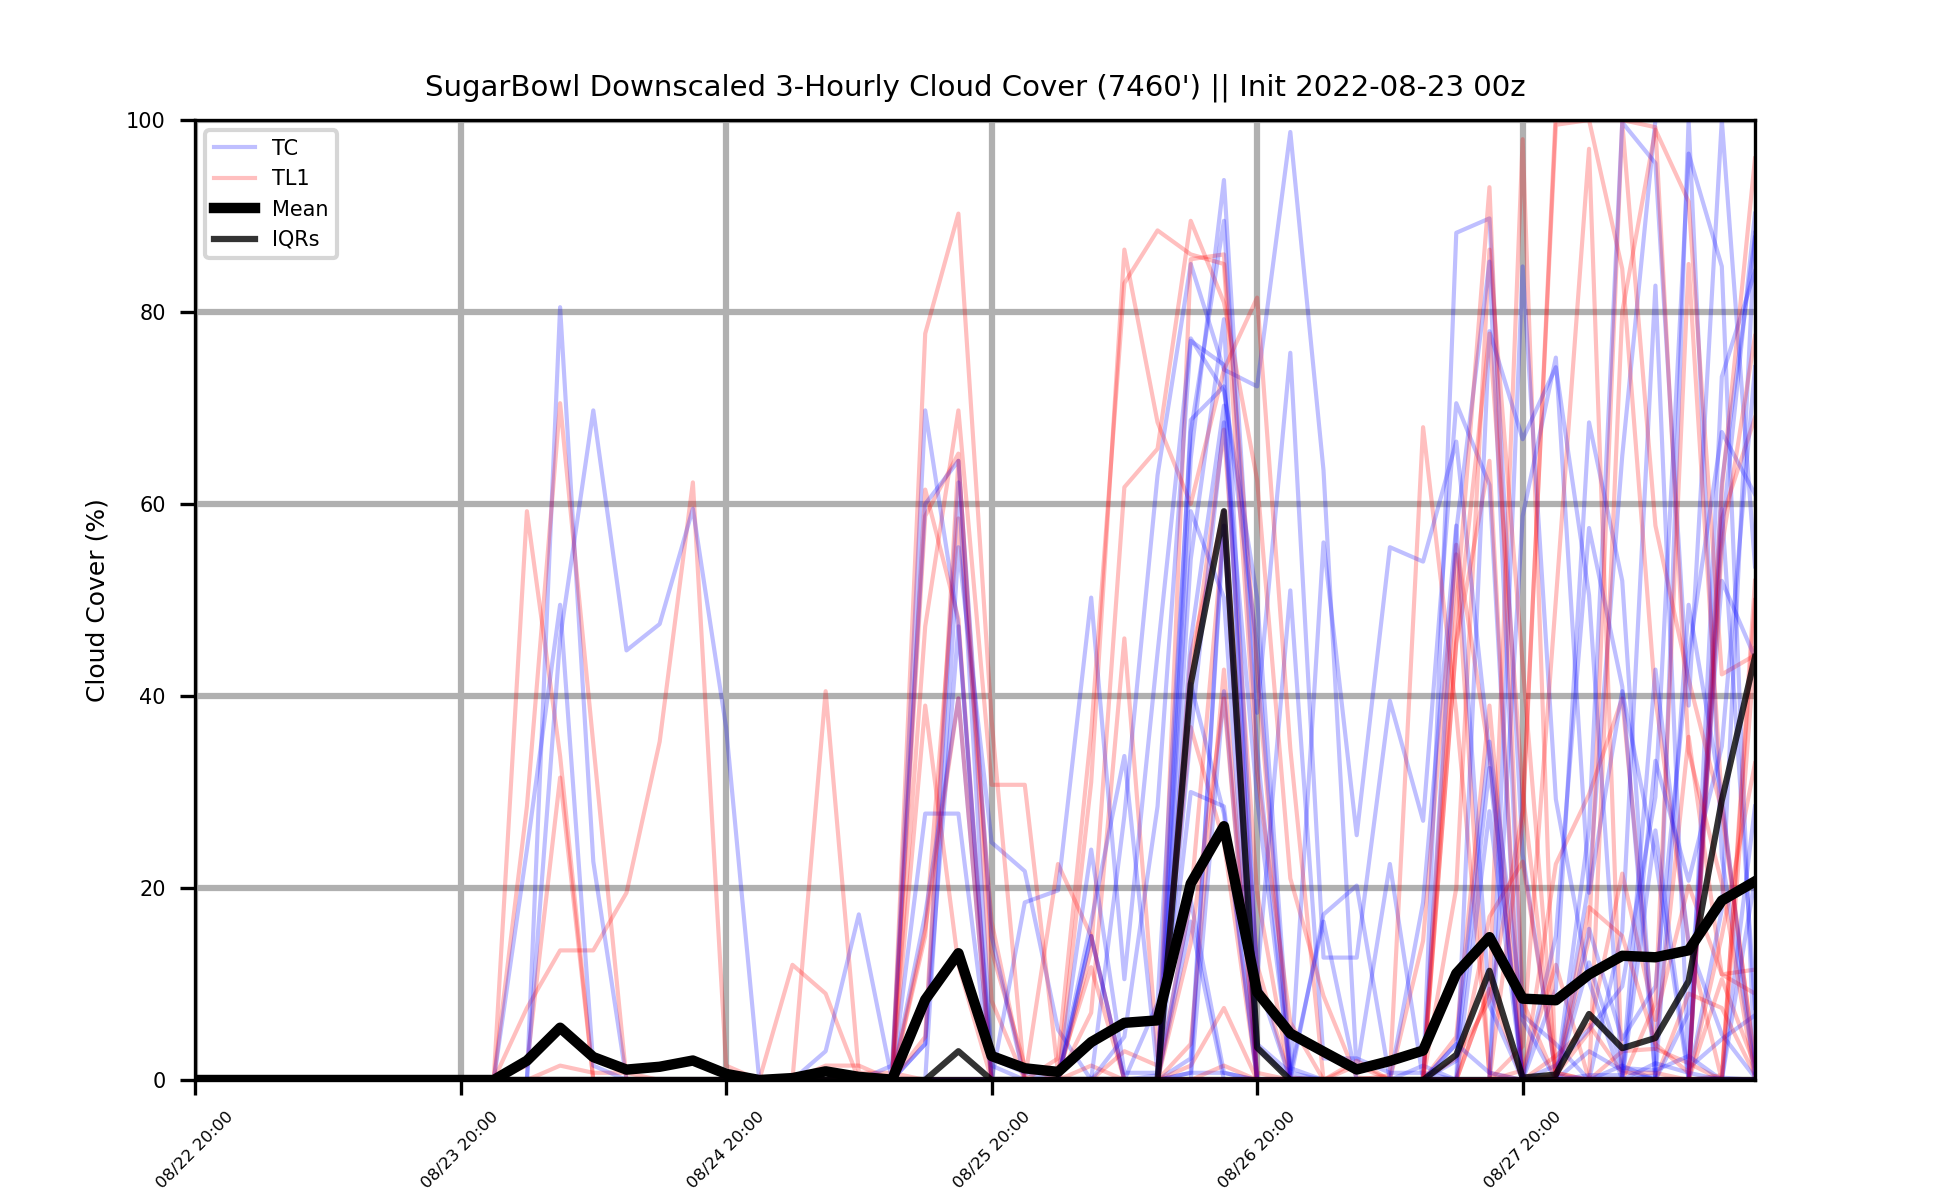 SugarBowl Downscaled 3-Hourly Cloud Cover (7460') || Init 2022-08-23 00z
100
80
60
40
20
0
Cloud Cover (%)
TC
TL1
Mean
IQRs
08/22 20:00
08/23 20:00
08/24 20:00
08/25 20:00
08/26 20:00
08/27 20:00